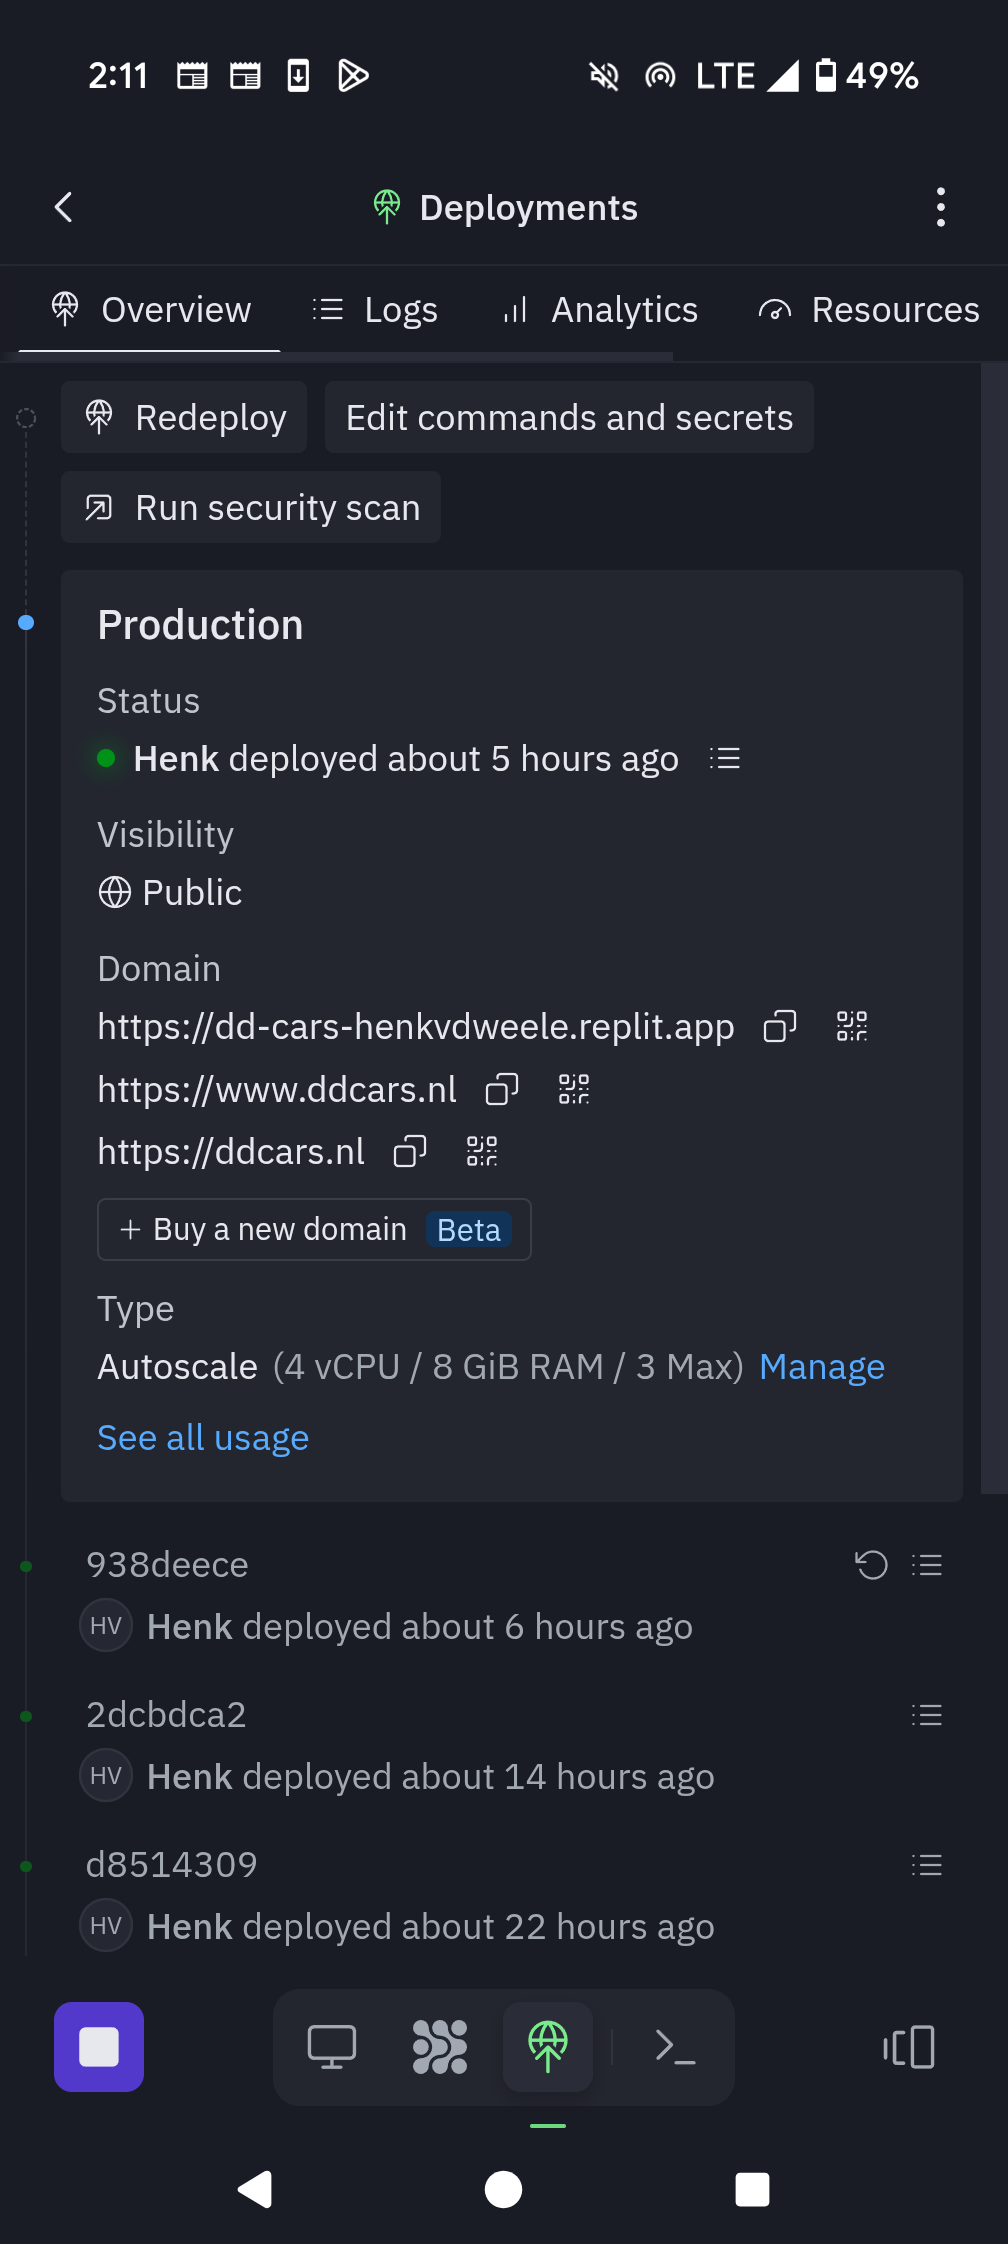 2:11 LTE 49%
Deployments
Overview Logs Analytics Resources
Redeploy Edit commands and secrets
Run security scan
Production
Status
Henk deployed about 5 hours ago
Visibility
Public
Domain
https://dd-cars-henkvdweele.replit.app
https://www.ddcars.nl
https://ddcars.nl
+ Buy a new domain Beta
Type
Autoscale (4 vCPU / 8 GiB RAM / 3 Max) Manage
See all usage
938deece
HV Henk deployed about 6 hours ago
2dcbdca2
HV Henk deployed about 14 hours ago
d8514309
HV Henk deployed about 22 hours ago